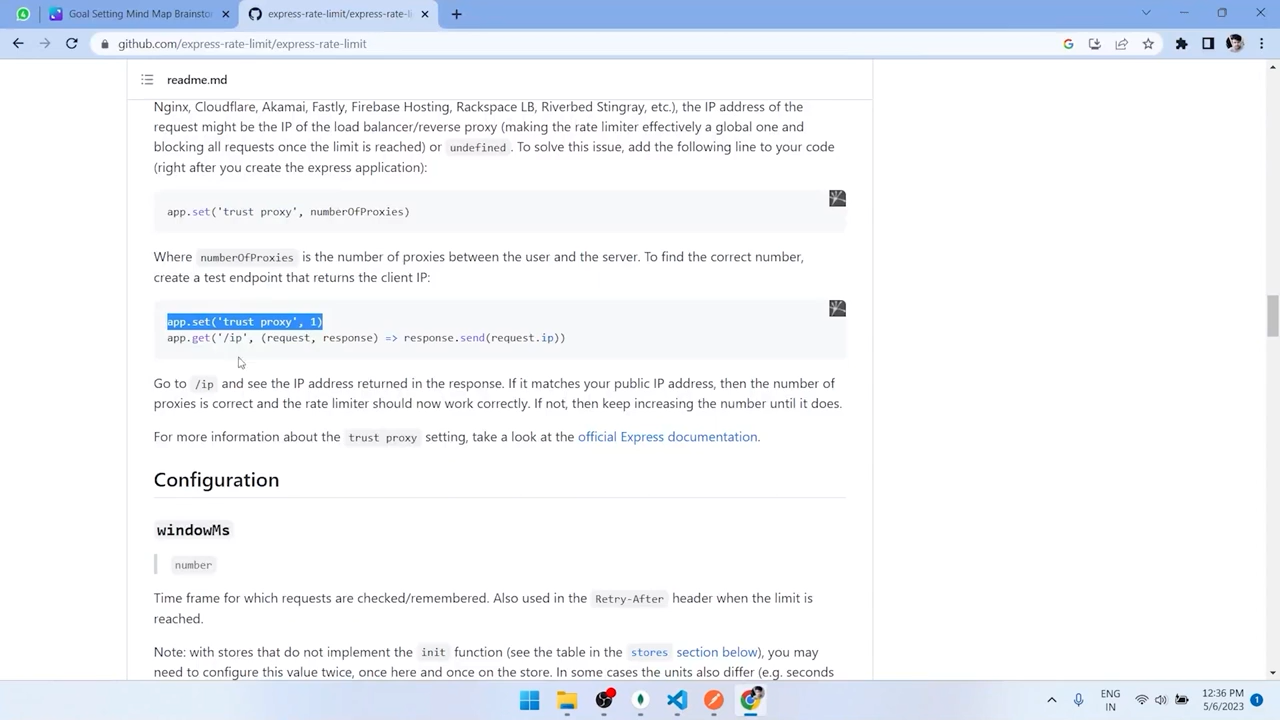 Goal Setting Mind Map Brainsto
express-rate-limit/express-rate-li
github.com/express-rate-limit/express-rate-limit
readme.md
Nginx, Cloudflare, Akamai, Fastly, Firebase Hosting, Rackspace LB, Riverbed Stingray, etc.), the IP address of the
request might be the IP of the load balancer/reverse proxy (making the rate limiter effectively a global one and
blocking all requests once the limit is reached) or undefined. To solve this issue, add the following line to your code
(right after you create the express application):
app.set('trust proxy', numberOfProxies)
Where numberOfProxies is the number of proxies between the user and the server. To find the correct number,
create a test endpoint that returns the client IP:
app.set('trust proxy', 1)
app.get('/ip', (request, response) => response.send(request.ip))
Go to /ip and see the IP address returned in the response. If it matches your public IP address, then the number of
proxies is correct and the rate limiter should now work correctly. If not, then keep increasing the number until it does.
For more information about the trust proxy setting, take a look at the official Express documentation.
Configuration
windowMs
number
Time frame for which requests are checked/remembered. Also used in the Retry-After header when the limit is
reached.
Note: with stores that do not implement the init function (see the table in the stores section below), you may
need to configure this value twice, once here and once on the store. In some cases the units also differ (e.g. seconds
ENG
IN
12:36 PM
5/6/2023
1